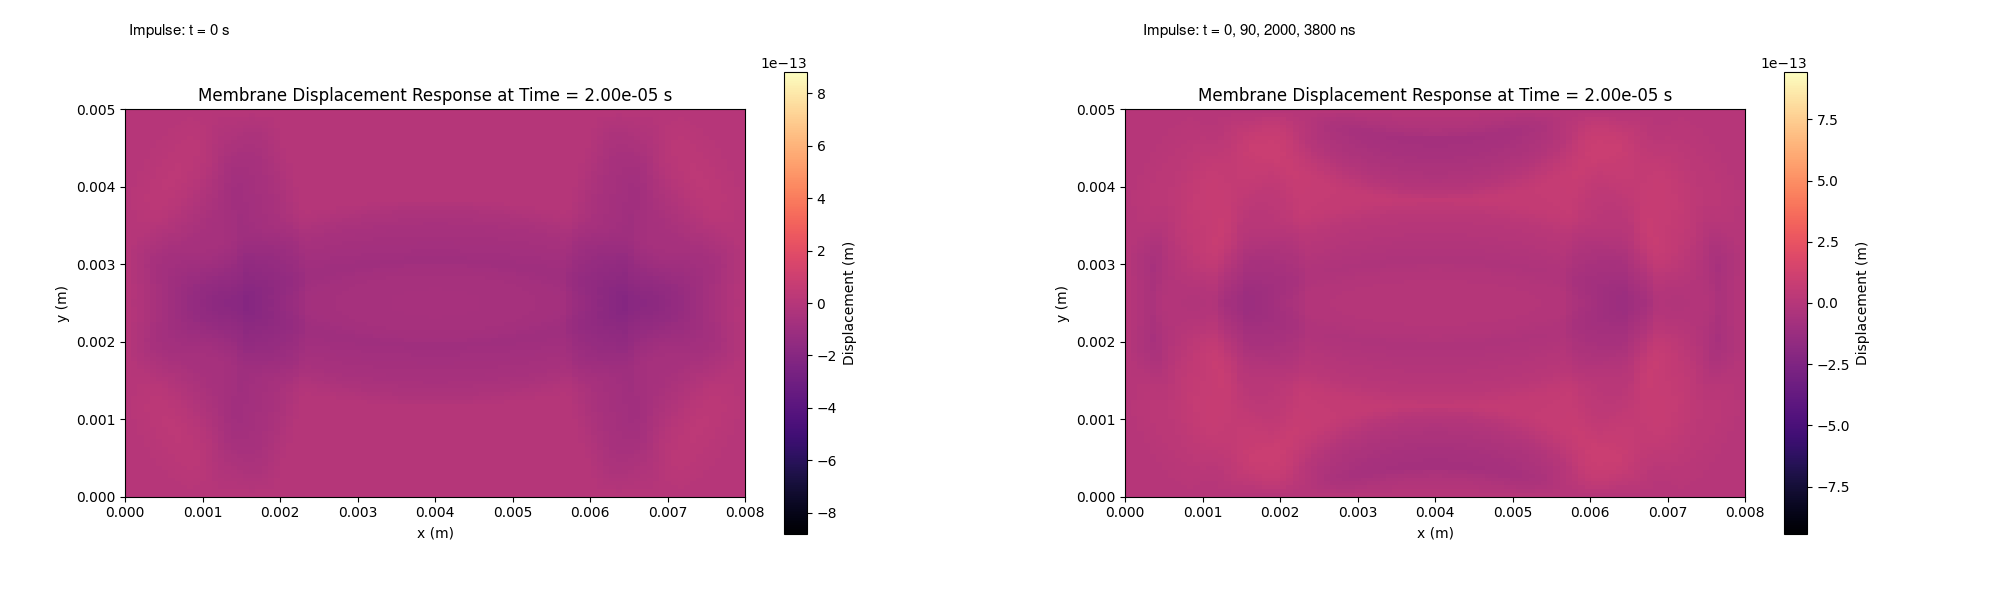 Impulse: t = 0 s
1e−13
Membrane Displacement Response at Time = 2.00e-05 s
0.005
0.004
0.003
0.002
0.001
0.000
y (m)
0.000 0.001 0.002 0.003 0.004 0.005 0.006 0.007 0.008
x (m)
8
6
4
2
0
−2
−4
−6
−8
Displacement (m)
Impulse: t = 0, 90, 2000, 3800 ns
1e−13
Membrane Displacement Response at Time = 2.00e-05 s
0.005
0.004
0.003
0.002
0.001
0.000
y (m)
0.000 0.001 0.002 0.003 0.004 0.005 0.006 0.007 0.008
x (m)
7.5
5.0
2.5
0.0
−2.5
−5.0
−7.5
Displacement (m)